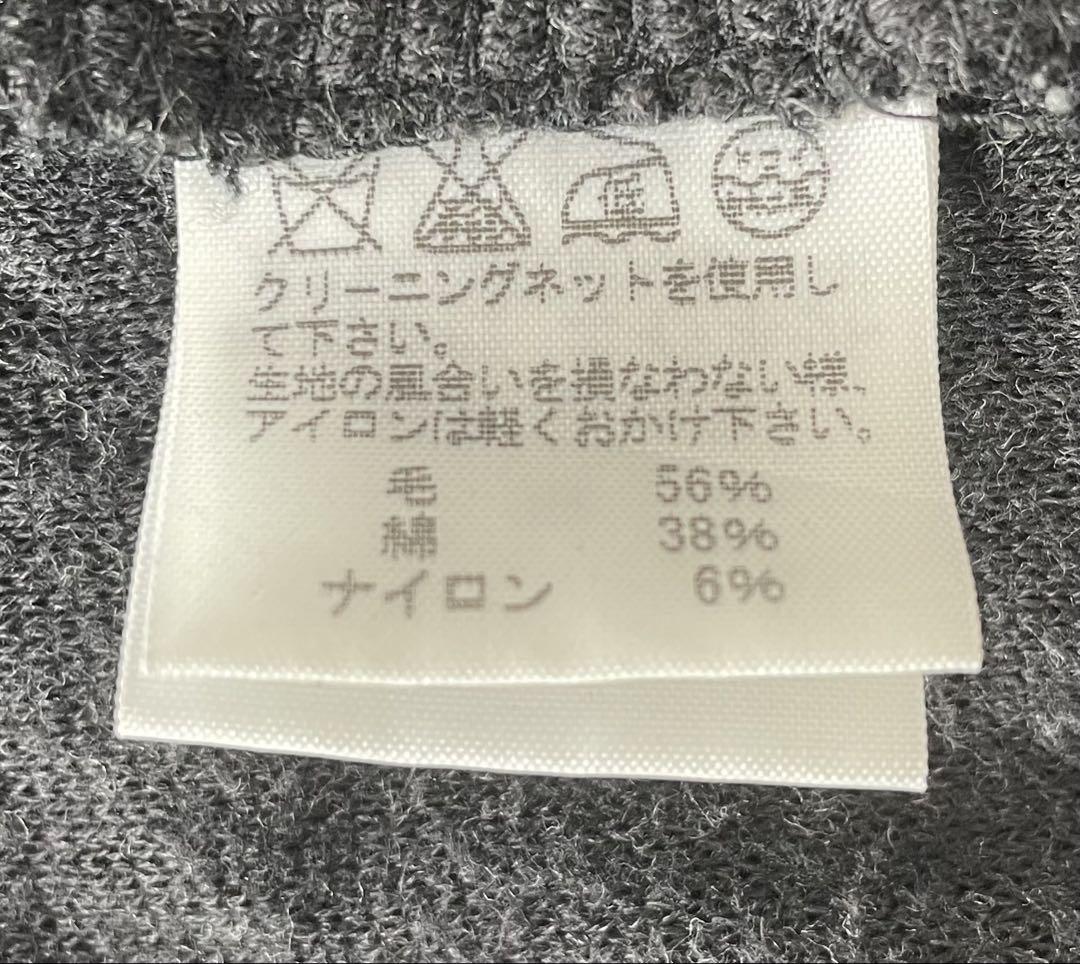 低
クリーニングネットを使用し
て下さい。
生地の風合いを損なわない様、
アイロンは軽くおかけ下さい。
毛 56%
綿 38%
ナイロン 6%